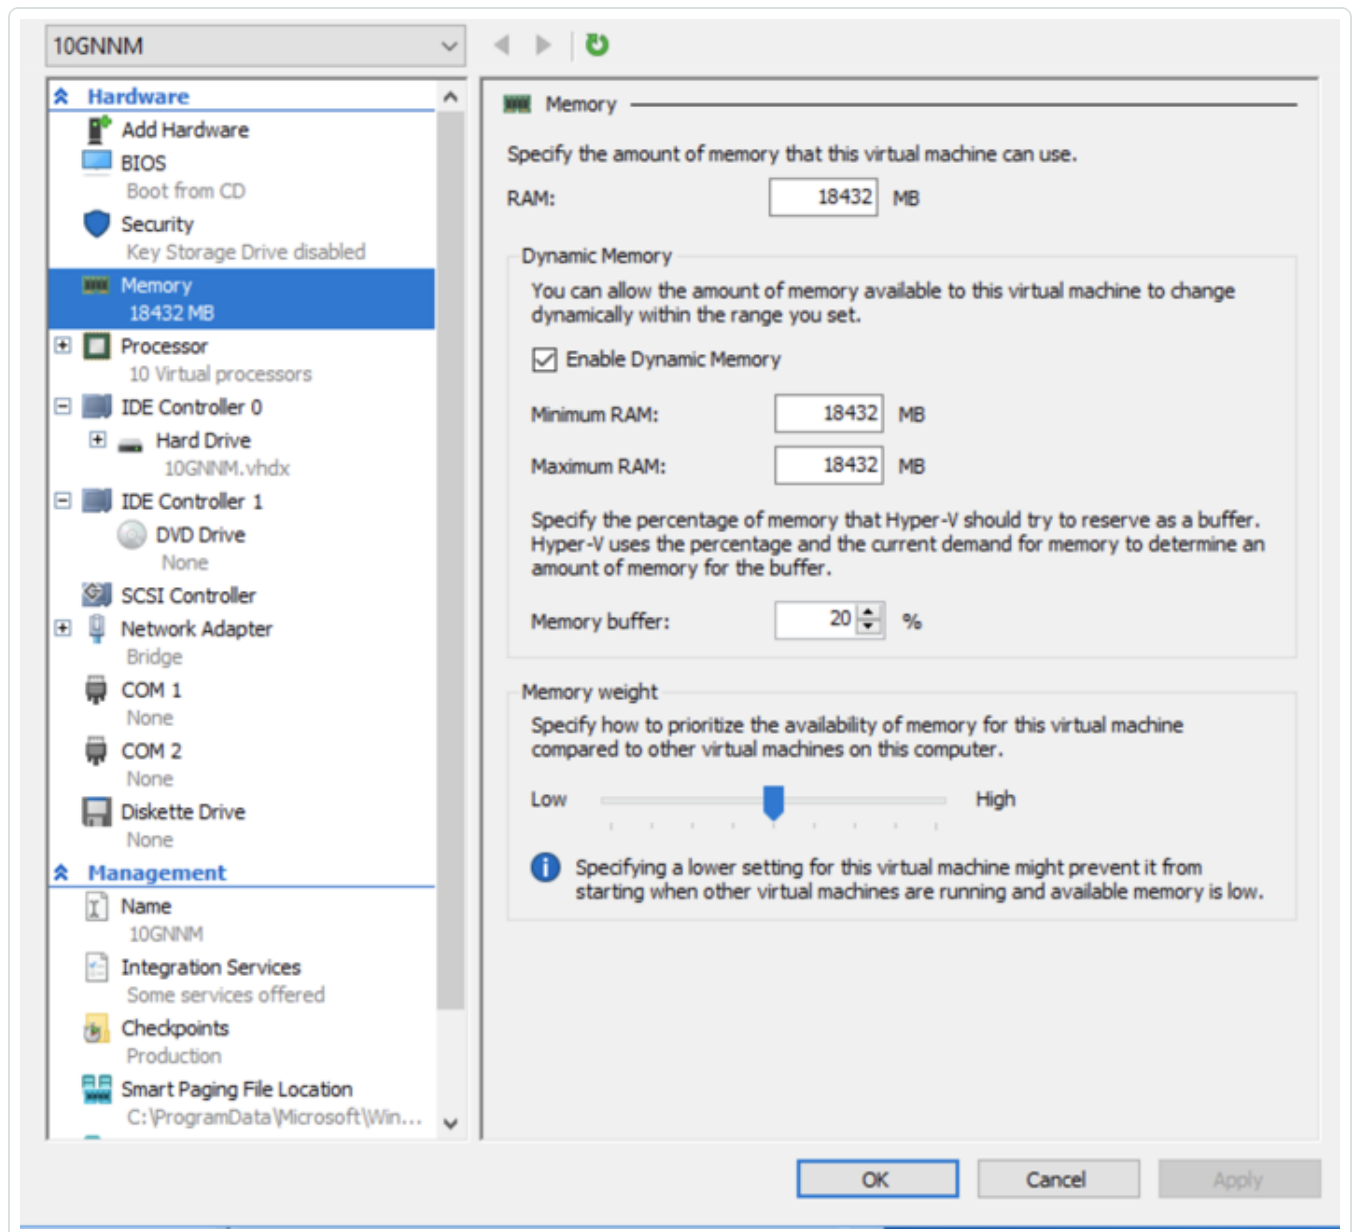 10GNNM
Hardware
Add Hardware
BIOS
Boot from CD
Security
Key Storage Drive disabled
Memory
18432 MB
Processor
10 Virtual processors
IDE Controller 0
Hard Drive
10GNNM.vhdx
IDE Controller 1
DVD Drive
None
SCSI Controller
Network Adapter
Bridge
COM 1
None
COM 2
None
Diskette Drive
None
Management
Name
10GNNM
Integration Services
Some services offered
Checkpoints
Production
Smart Paging File Location
C:\ProgramData\Microsoft\Win...
Memory
Specify the amount of memory that this virtual machine can use.
RAM: 18432 MB
Dynamic Memory
You can allow the amount of memory available to this virtual machine to change
dynamically within the range you set.
Enable Dynamic Memory
Minimum RAM: 18432 MB
Maximum RAM: 18432 MB
Specify the percentage of memory that Hyper-V should try to reserve as a buffer.
Hyper-V uses the percentage and the current demand for memory to determine an
amount of memory for the buffer.
Memory buffer: 20 %
Memory weight
Specify how to prioritize the availability of memory for this virtual machine
compared to other virtual machines on this computer.
Low High
Specifying a lower setting for this virtual machine might prevent it from
starting when other virtual machines are running and available memory is low.
OK Cancel Apply